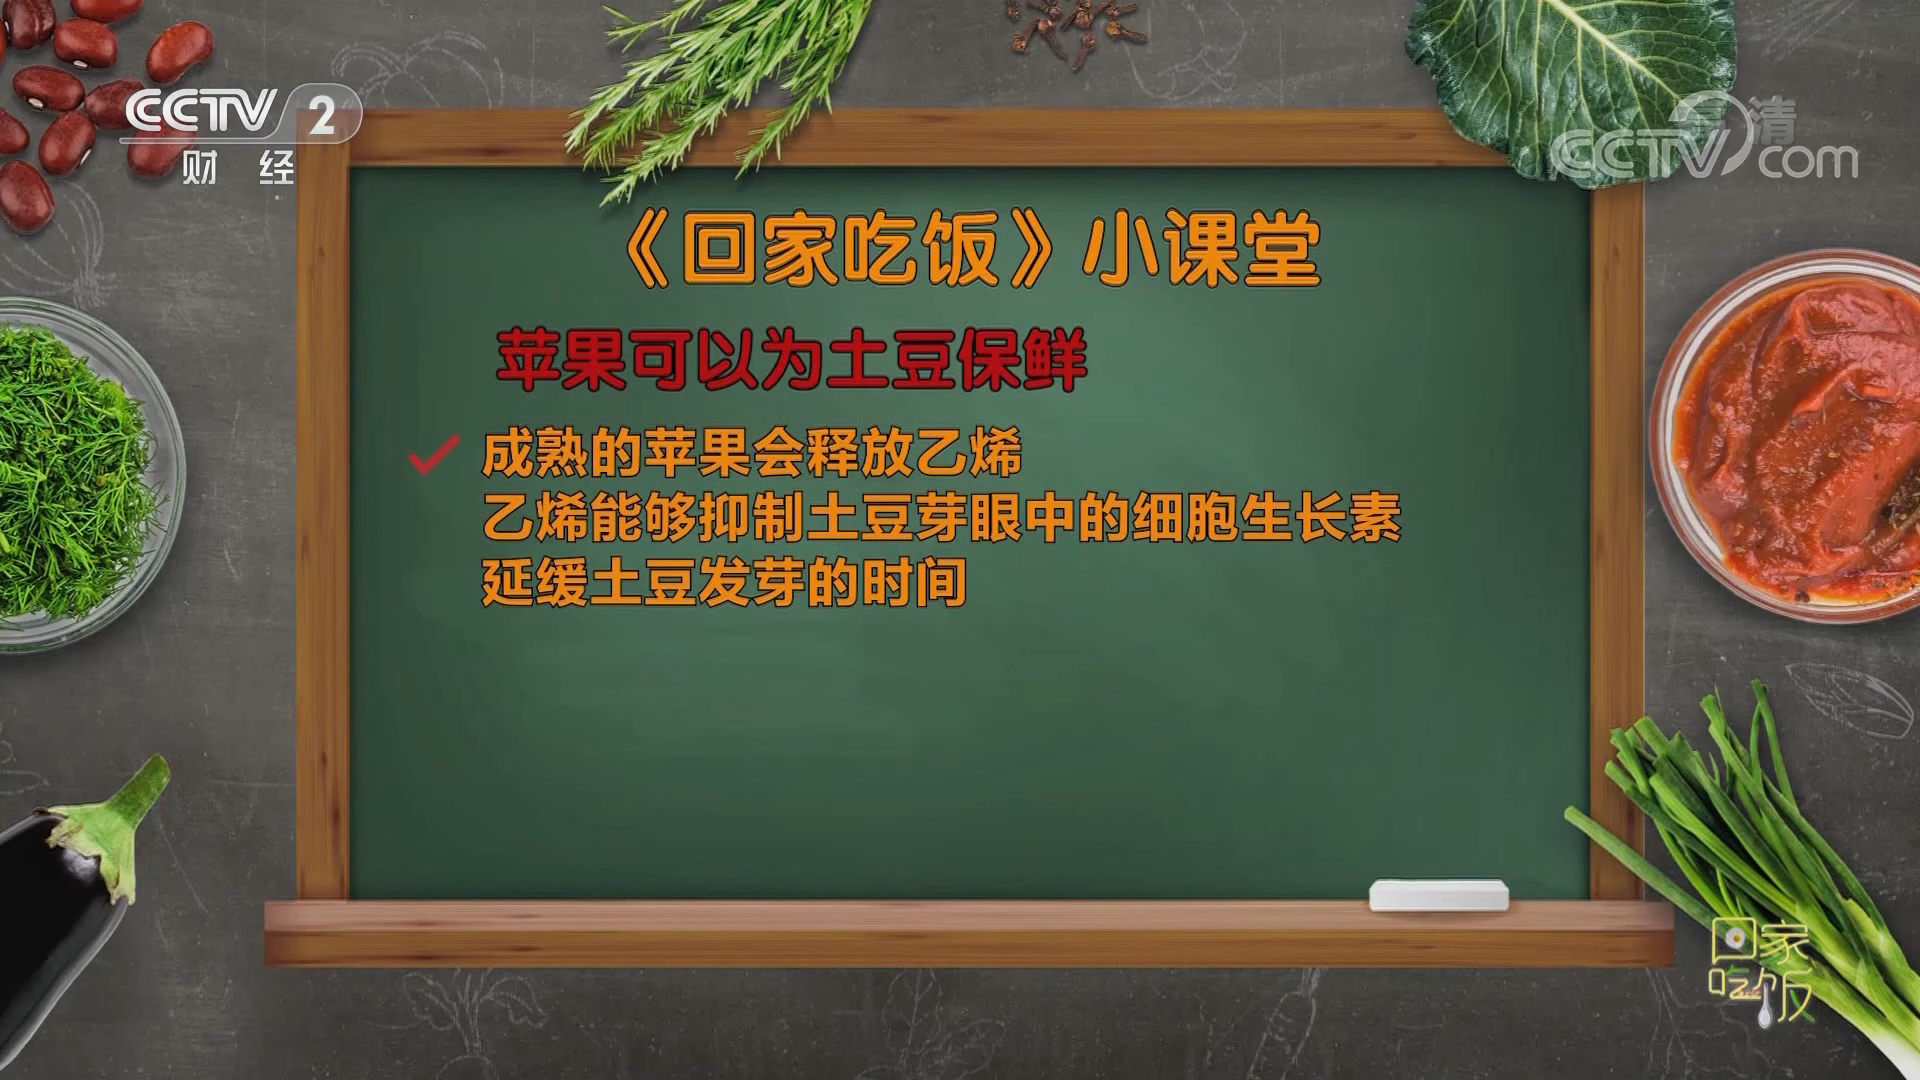 CCTV 2
财 经
高清
CCTV.com
《回家吃饭》小课堂
苹果可以为土豆保鲜
成熟的苹果会释放乙烯
乙烯能够抑制土豆芽眼中的细胞生长素
延缓土豆发芽的时间
回家
吃饭